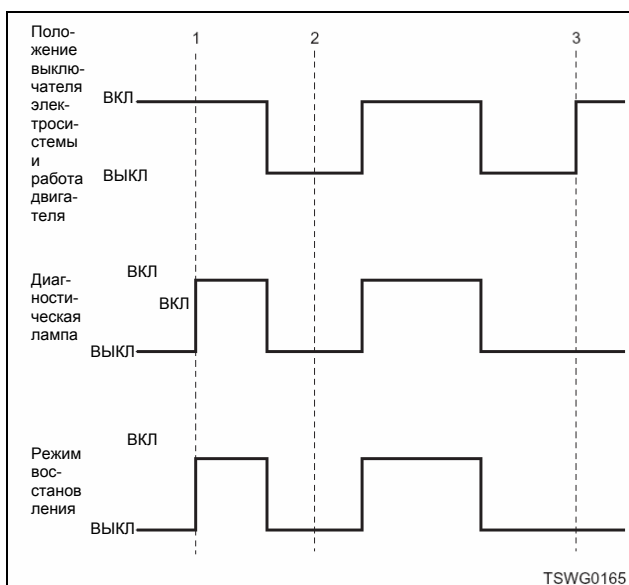 Поло-
жение
выклю-
чателя
элек-
троси-
стемы
и
работа
двига-
теля
1
2
3
ВКЛ
ВЫКЛ
Диаг-
ности-
ческая
лампа
ВКЛ
ВКЛ
ВЫКЛ
Режим
вос-
станов
ления
ВКЛ
ВЫКЛ
TSWG0165